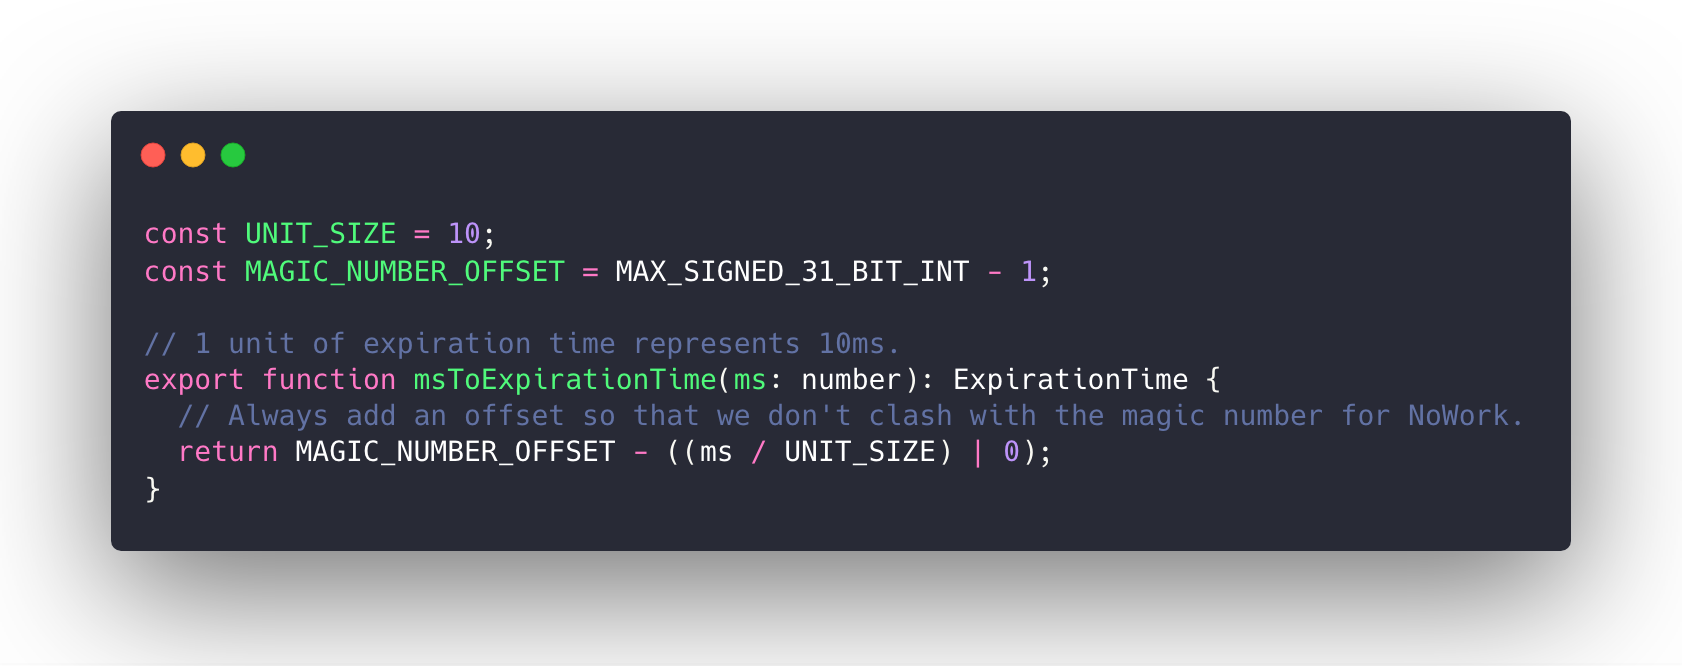 const UNIT_SIZE = 10;
const MAGIC_NUMBER_OFFSET = MAX_SIGNED_31_BIT_INT - 1;
// 1 unit of expiration time represents 10ms.
export function msToExpirationTime(ms: number): ExpirationTime {
// Always add an offset so that we don't clash with the magic number for NoWork.
return MAGIC_NUMBER_OFFSET - ((ms / UNIT_SIZE) | 0);
}